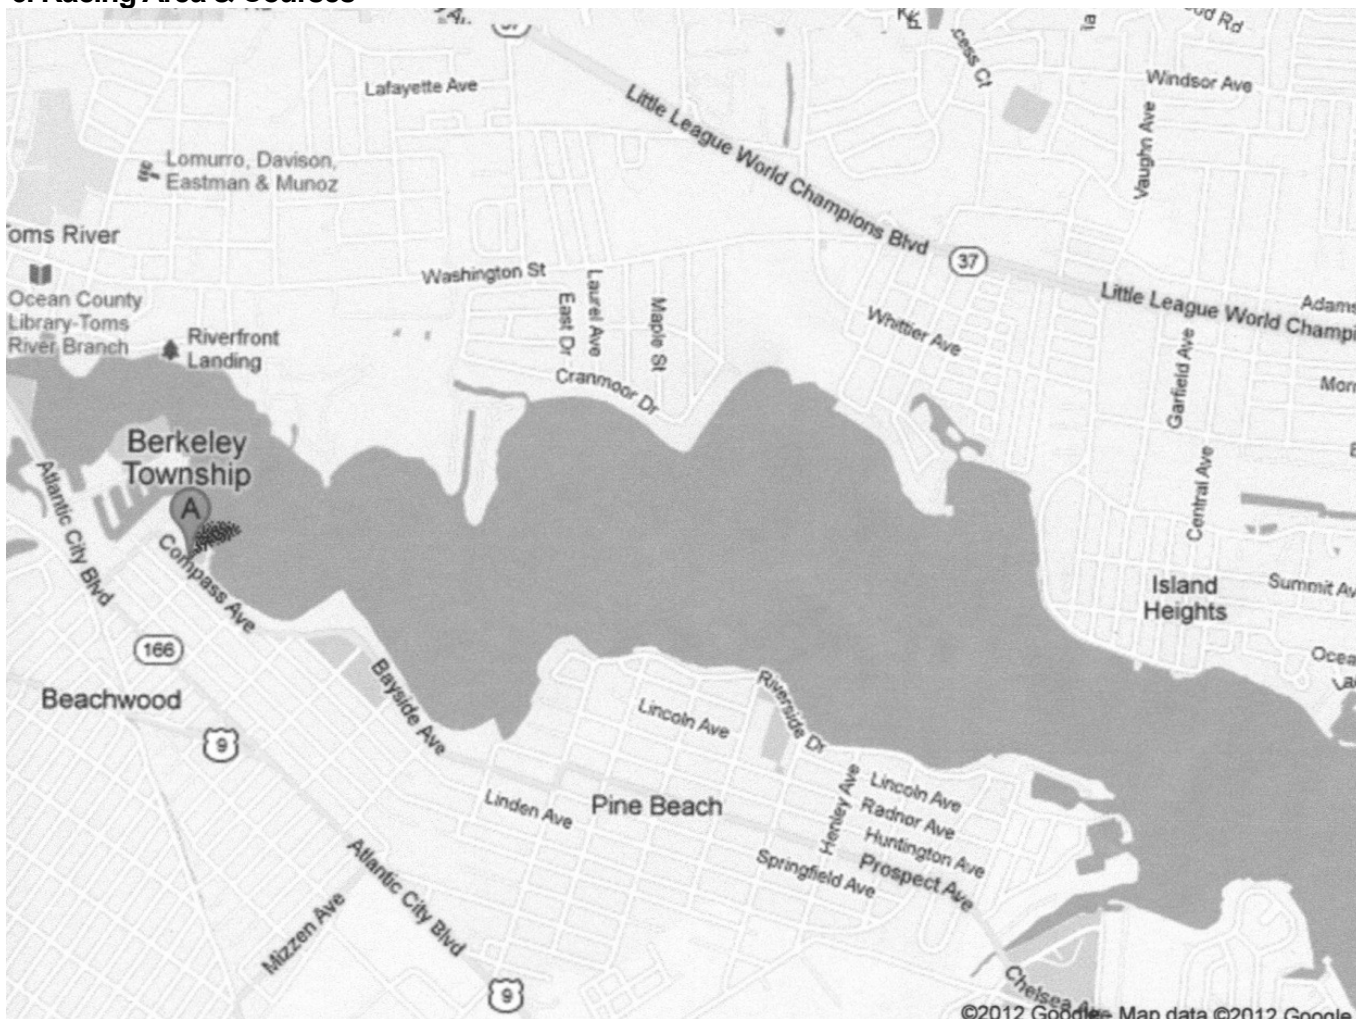 Racing Area & Courses
Lafayette Ave
Windsor Ave
Vaughn Ave
Little League World Champions Blvd
Lomurro, Davison,
Eastman & Munoz
oms River
Washington St
37
Little League World Champi
Adams
Ocean County
Library-Toms
River Branch
Riverfront
Landing
East Dr
Laurel Ave
Maple St
Whittier Ave
Garfield Ave
Cranmoor Dr
Central Ave
Berkeley
Township
A
Atlantic City Blvd
Compass Ave
Island
Heights
Summit Av
166
Ocea
Beachwood
Bayside Ave
Lincoln Ave
Riverside Dr
9
Linden Ave
Pine Beach
Henley Ave
Lincoln Ave
Radnor Ave
Huntington Ave
Prospect Ave
Springfield Ave
Atlantic City Blvd
Mizzen Ave
9
Chelsea A
©2012 Google - Map data ©2012 Google